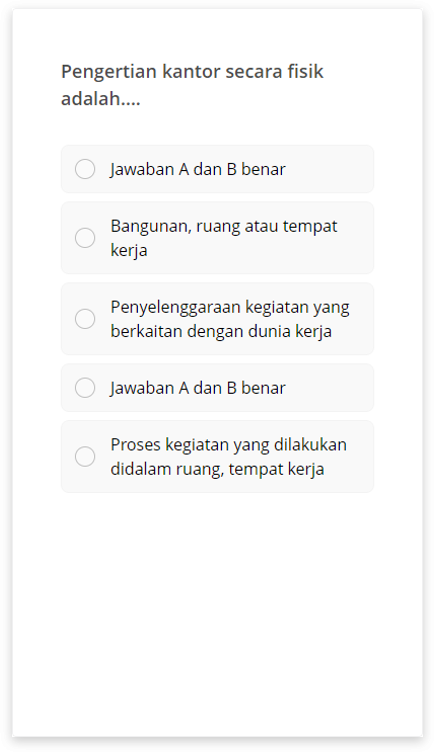 Pengertian kantor secara fisik
adalah....
Jawaban A dan B benar
Bangunan, ruang atau tempat
kerja
Penyelenggaraan kegiatan yang
berkaitan dengan dunia kerja
Jawaban A dan B benar
Proses kegiatan yang dilakukan
didalam ruang, tempat kerja